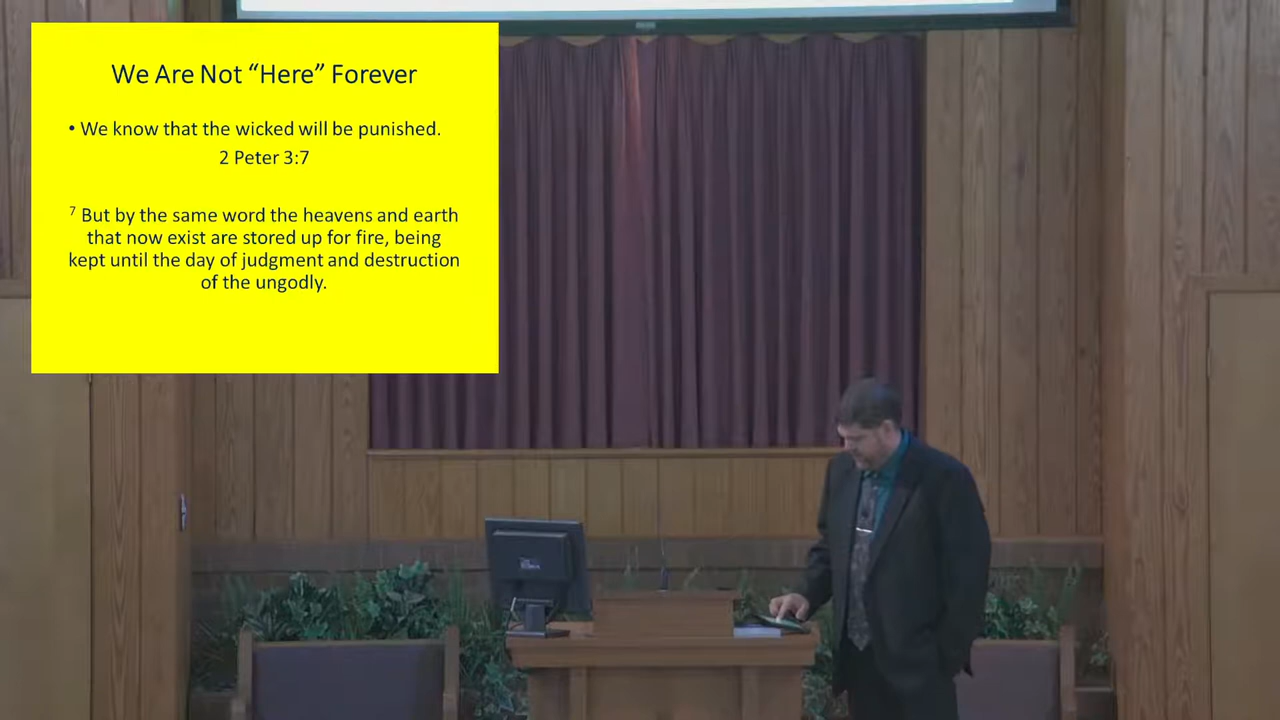 We Are Not “Here” Forever
• We know that the wicked will be punished.
2 Peter 3:7
7 But by the same word the heavens and earth
that now exist are stored up for fire, being
kept until the day of judgment and destruction
of the ungodly.